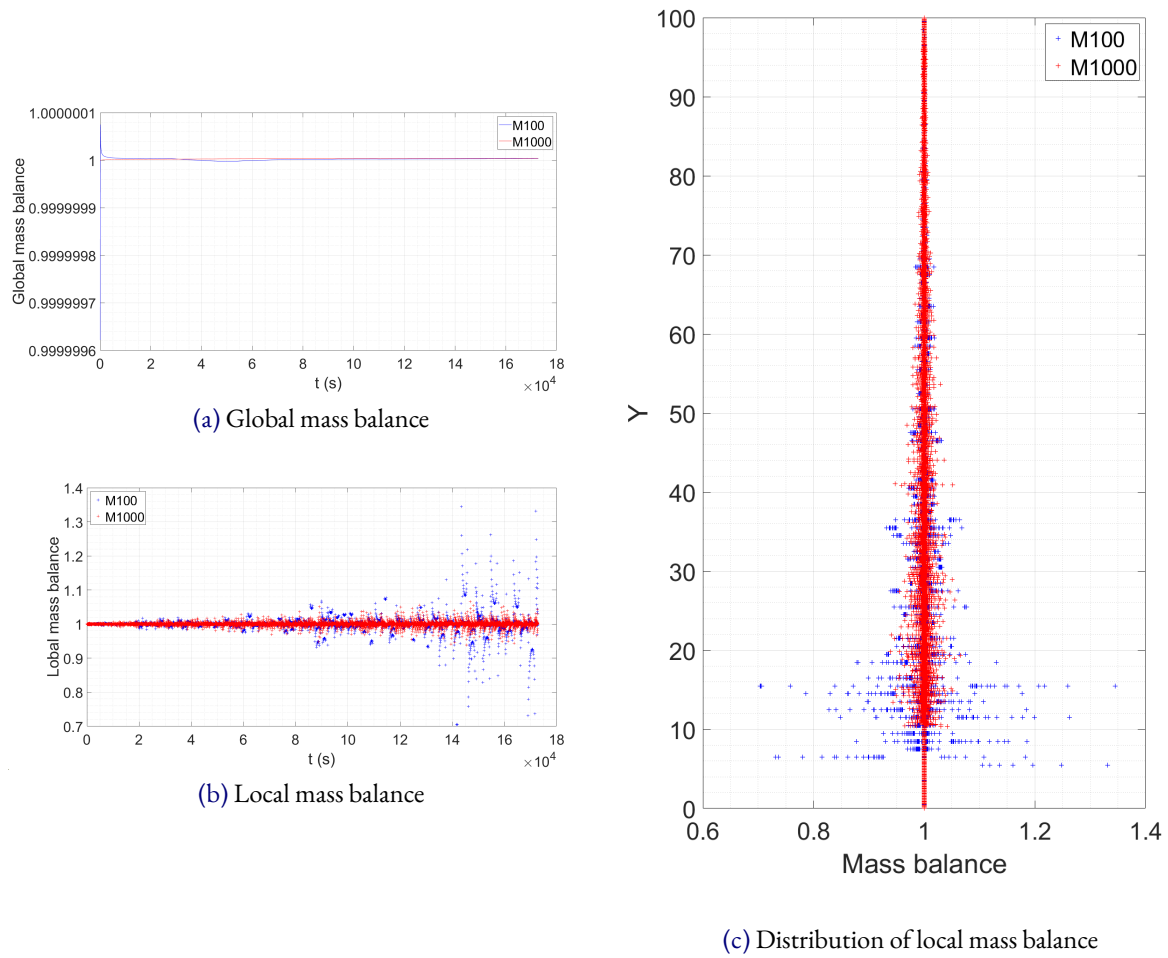 1.0000001
1
0.9999999
0.9999998
0.9999997
0.9999996
Global mass balance
M100
M1000
0 2 4 6 8 10 12 14 16 18
t (s)
×10⁴
(a) Global mass balance
1.4
1.3
1.2
1.1
1
0.9
0.8
0.7
Lobal mass balance
M100
M1000
0 2 4 6 8 10 12 14 16 18
t (s)
×10⁴
(b) Local mass balance
100
90
80
70
60
50
40
30
20
10
0
Y
M100
M1000
0.6 0.8 1 1.2 1.4
Mass balance
(c) Distribution of local mass balance